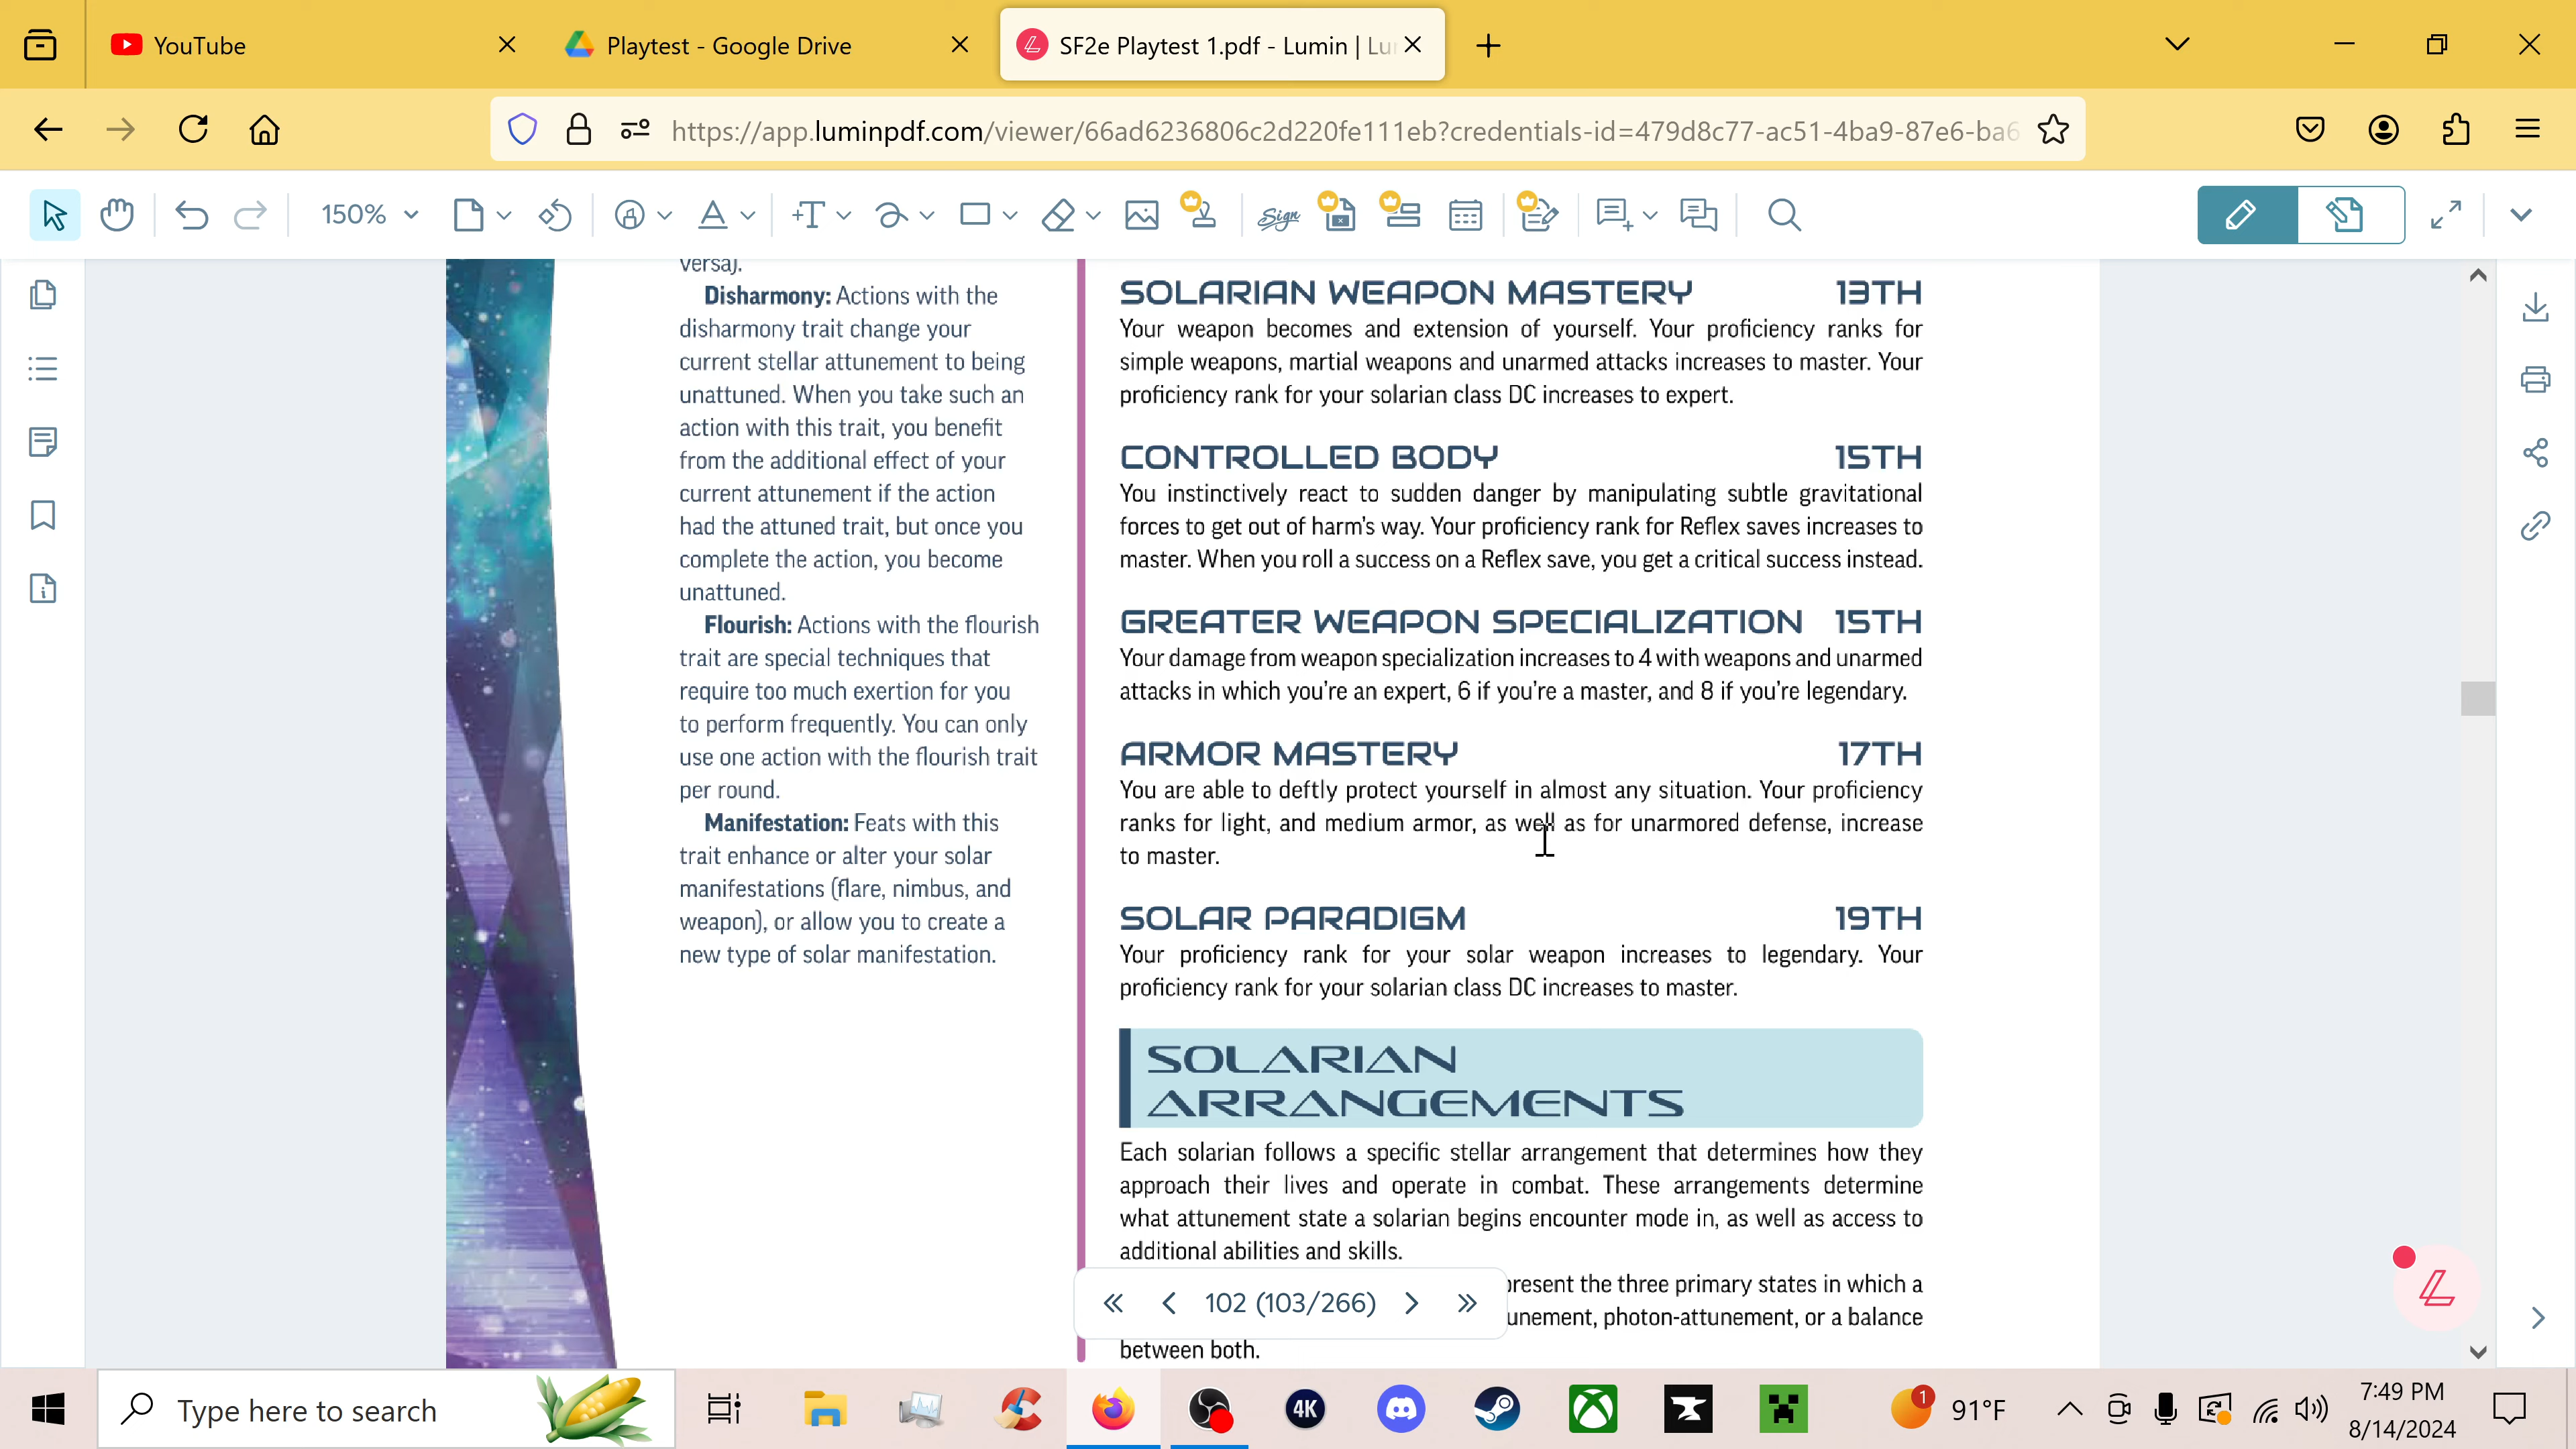 YouTube
Playtest - Google Drive
SF2e Playtest 1.pdf - Lumin | Lu
https://app.luminpdf.com/viewer/66ad6236806c2d220fe111eb?credentials-id=479d8c77-ac51-4ba9-87e6-ba6
150%
Sign
versa).
Disharmony: Actions with the
disharmony trait change your
current stellar attunement to being
unattuned. When you take such an
action with this trait, you benefit
from the additional effect of your
current attunement if the action
had the attuned trait, but once you
complete the action, you become
unattuned.
Flourish: Actions with the flourish
trait are special techniques that
require too much exertion for you
to perform frequently. You can only
use one action with the flourish trait
per round.
Manifestation: Feats with this
trait enhance or alter your solar
manifestations (flare, nimbus, and
weapon), or allow you to create a
new type of solar manifestation.
SOLARIAN WEAPON MASTERY 13TH
Your weapon becomes and extension of yourself. Your proficiency ranks for
simple weapons, martial weapons and unarmed attacks increases to master. Your
proficiency rank for your solarian class DC increases to expert.
CONTROLLED BODY 15TH
You instinctively react to sudden danger by manipulating subtle gravitational
forces to get out of harm's way. Your proficiency rank for Reflex saves increases to
master. When you roll a success on a Reflex save, you get a critical success instead.
GREATER WEAPON SPECIALIZATION 15TH
Your damage from weapon specialization increases to 4 with weapons and unarmed
attacks in which you're an expert, 6 if you're a master, and 8 if you're legendary.
ARMOR MASTERY 17TH
You are able to deftly protect yourself in almost any situation. Your proficiency
ranks for light, and medium armor, as well as for unarmored defense, increase
to master.
SOLAR PARADIGM 19TH
Your proficiency rank for your solar weapon increases to legendary. Your
proficiency rank for your solarian class DC increases to master.
SOLARIAN
ARRANGEMENTS
Each solarian follows a specific stellar arrangement that determines how they
approach their lives and operate in combat. These arrangements determine
what attunement state a solarian begins encounter mode in, as well as access to
additional abilities and skills.
present the three primary states in which a
unement, photon-attunement, or a balance
between both.
102 (103/266)
Type here to search
4K
1
91°F
7:49 PM
8/14/2024